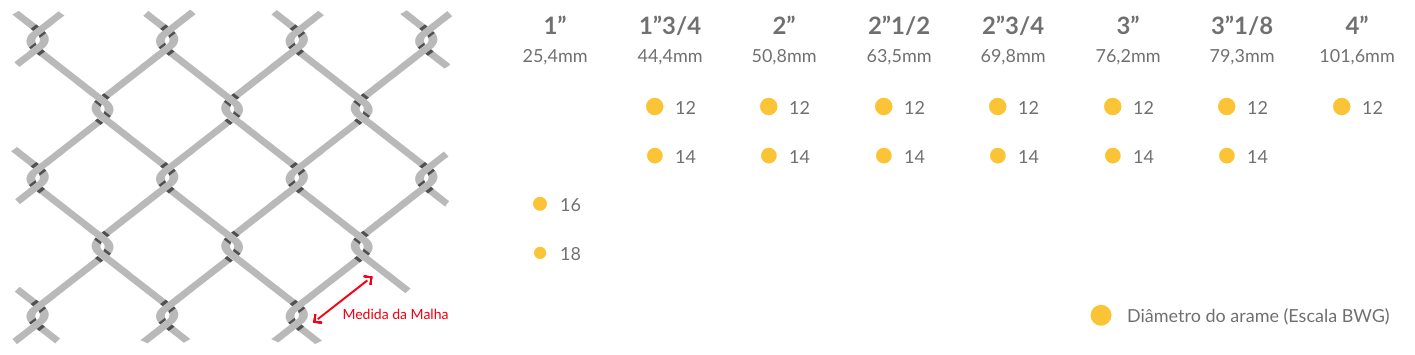 1” 1”3/4 2” 2”1/2 2”3/4 3” 3”1/8 4”
25,4mm 44,4mm 50,8mm 63,5mm 69,8mm 76,2mm 79,3mm 101,6mm
12 12 12 12 12 12 12
14 14 14 14 14 14
16
18
Medida da Malha
Diâmetro do arame (Escala BWG)